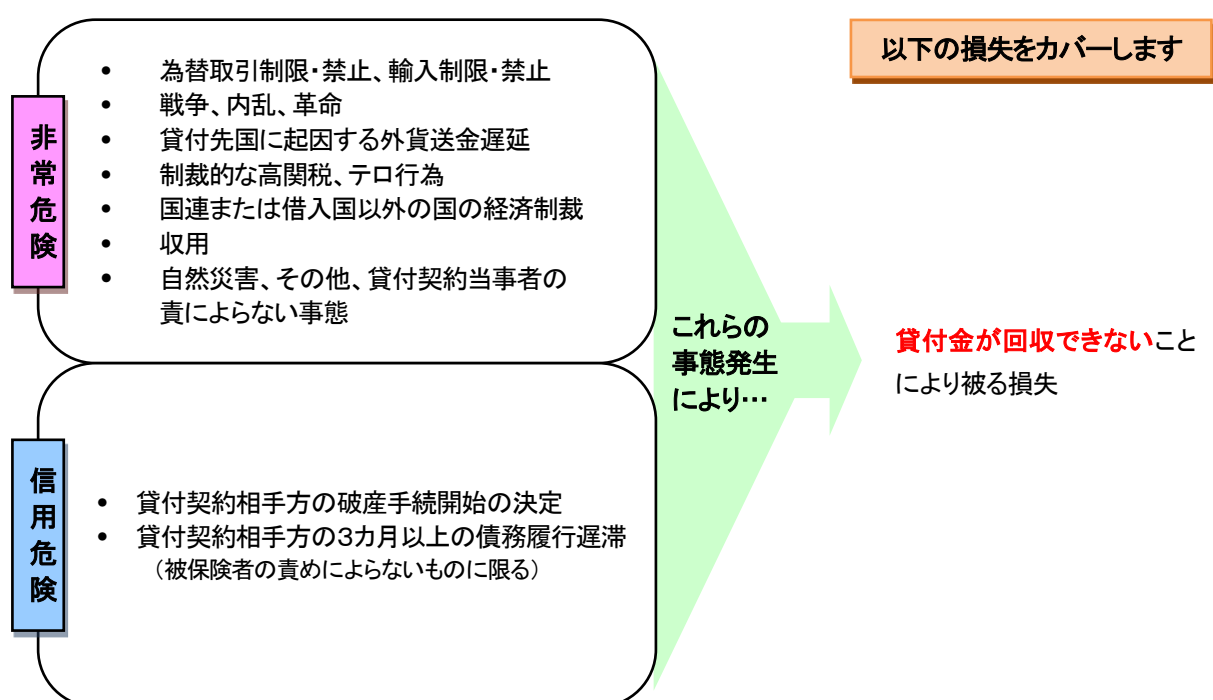 以下の損失をカバーします
非常危険
• 為替取引制限・禁止、輸入制限・禁止
• 戦争、内乱、革命
• 貸付先国に起因する外貨送金遅延
• 制裁的な高関税、テロ行為
• 国連または借入国以外の国の経済制裁
• 収用
• 自然災害、その他、貸付契約当事者の
責によらない事態
信用危険
• 貸付契約相手方の破産手続開始の決定
• 貸付契約相手方の3カ月以上の債務履行遅滞
（被保険者の責めによらないものに限る）
これらの
事態発生
により…
貸付金が回収できないこと
により被る損失